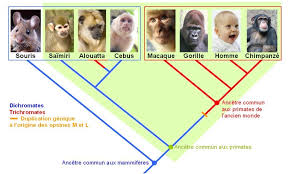 Souris Saïmiri Alouatta Cebus Macaque Gorille Homme Chimpanzé
Dichromates
Trichromates
Duplication génique
à l'origine des opsines M et L
Ancêtre commun
aux primates de
l'ancien monde
Ancêtre commun aux primates
Ancêtre commun aux mammifères